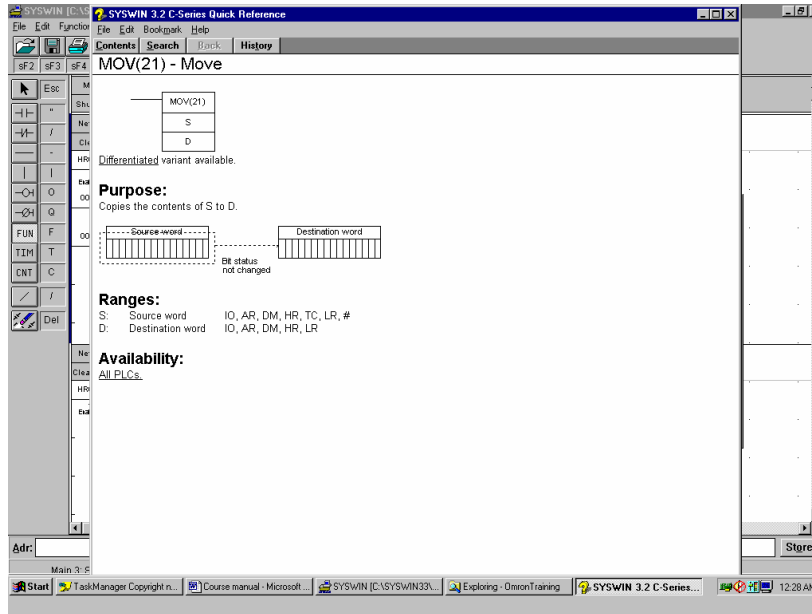 SYSWIN [C:\S
SYSWIN 3.2 C-Series Quick Reference
File Edit Function
File Edit Bookmark Help
Contents Search Back History
sF2 sF3 sF4
MOV(21) - Move
Esc
MOV(21)
S
D
Differentiated variant available.
Purpose:
Copies the contents of S to D.
Source word Destination word
Bit status
not changed
Ranges:
S: Source word IO, AR, DM, HR, TC, LR, #
D: Destination word IO, AR, DM, HR, LR
Availability:
All PLCs.
"
/
-
|
O
Q
FUN F
TIM T
CNT C
/
Del
Adr:
Store
Start TaskManager Copyright n... Course manual - Microsoft ... SYSWIN [C:\SYSWIN33\... Exploring - OmronTraining SYSWIN 3.2 C-Series... 12:28 AM